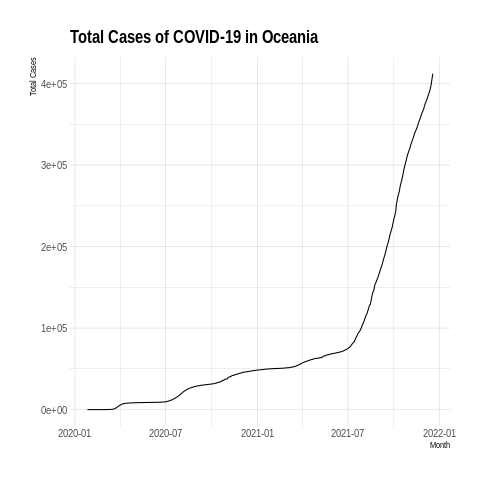 Total Cases of COVID-19 in Oceania
Total Cases
4e+05
3e+05
2e+05
1e+05
0e+00
2020-01 2020-07 2021-01 2021-07 2022-01
Month